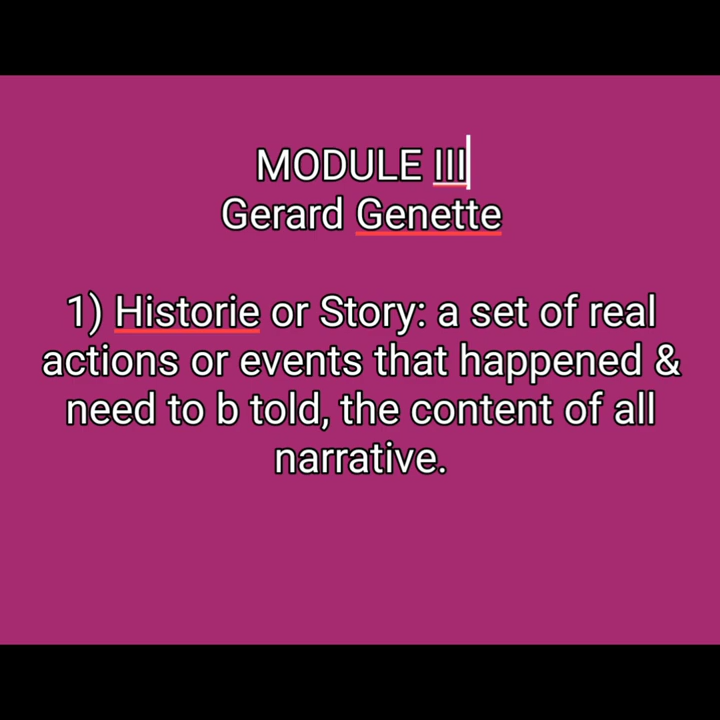 MODULE III
Gerard Genette
1) Historie or Story: a set of real
actions or events that happened &
need to b told, the content of all
narrative.